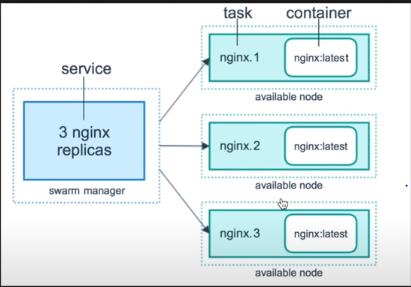 task
container
service
nginx.1
nginx:latest
available node
3 nginx
replicas
swarm manager
nginx.2
nginx:latest
available node
nginx.3
nginx:latest
available node